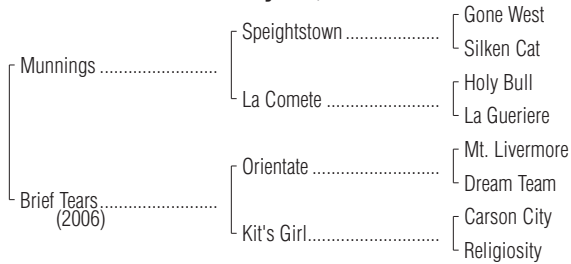 Gone West
Speightstown ....................
Silken Cat
Munnings .........................
Holy Bull
La Comete ........................
La Gueriere
Mt. Livermore
Orientate ...........................
Dream Team
Brief Tears.........................
(2006)
Carson City
Kit's Girl............................
Religiosity